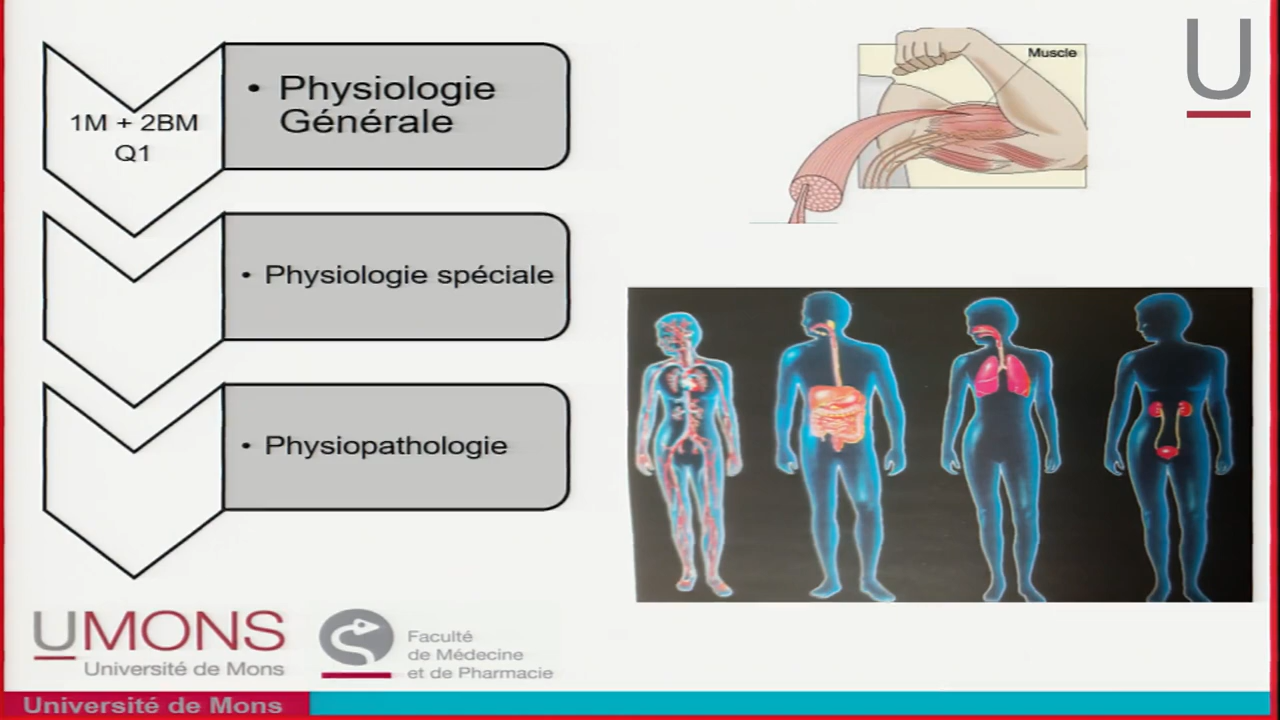 1M + 2BM
Q1
• Physiologie
Générale
• Physiologie spéciale
• Physiopathologie
Muscle
U
UMONS
Université de Mons
Faculté
de Médecine
et de Pharmacie
Université de Mons